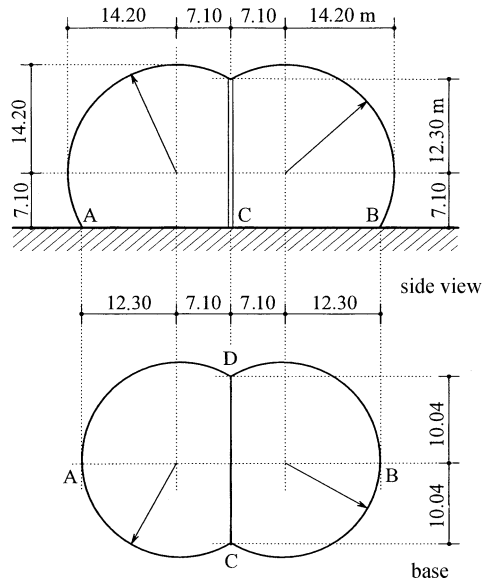 14.20 7.10 7.10 14.20 m
14.20
12.30 m
7.10
7.10
A C B
side view
12.30 7.10 7.10 12.30
D
10.04
A B
10.04
C
base